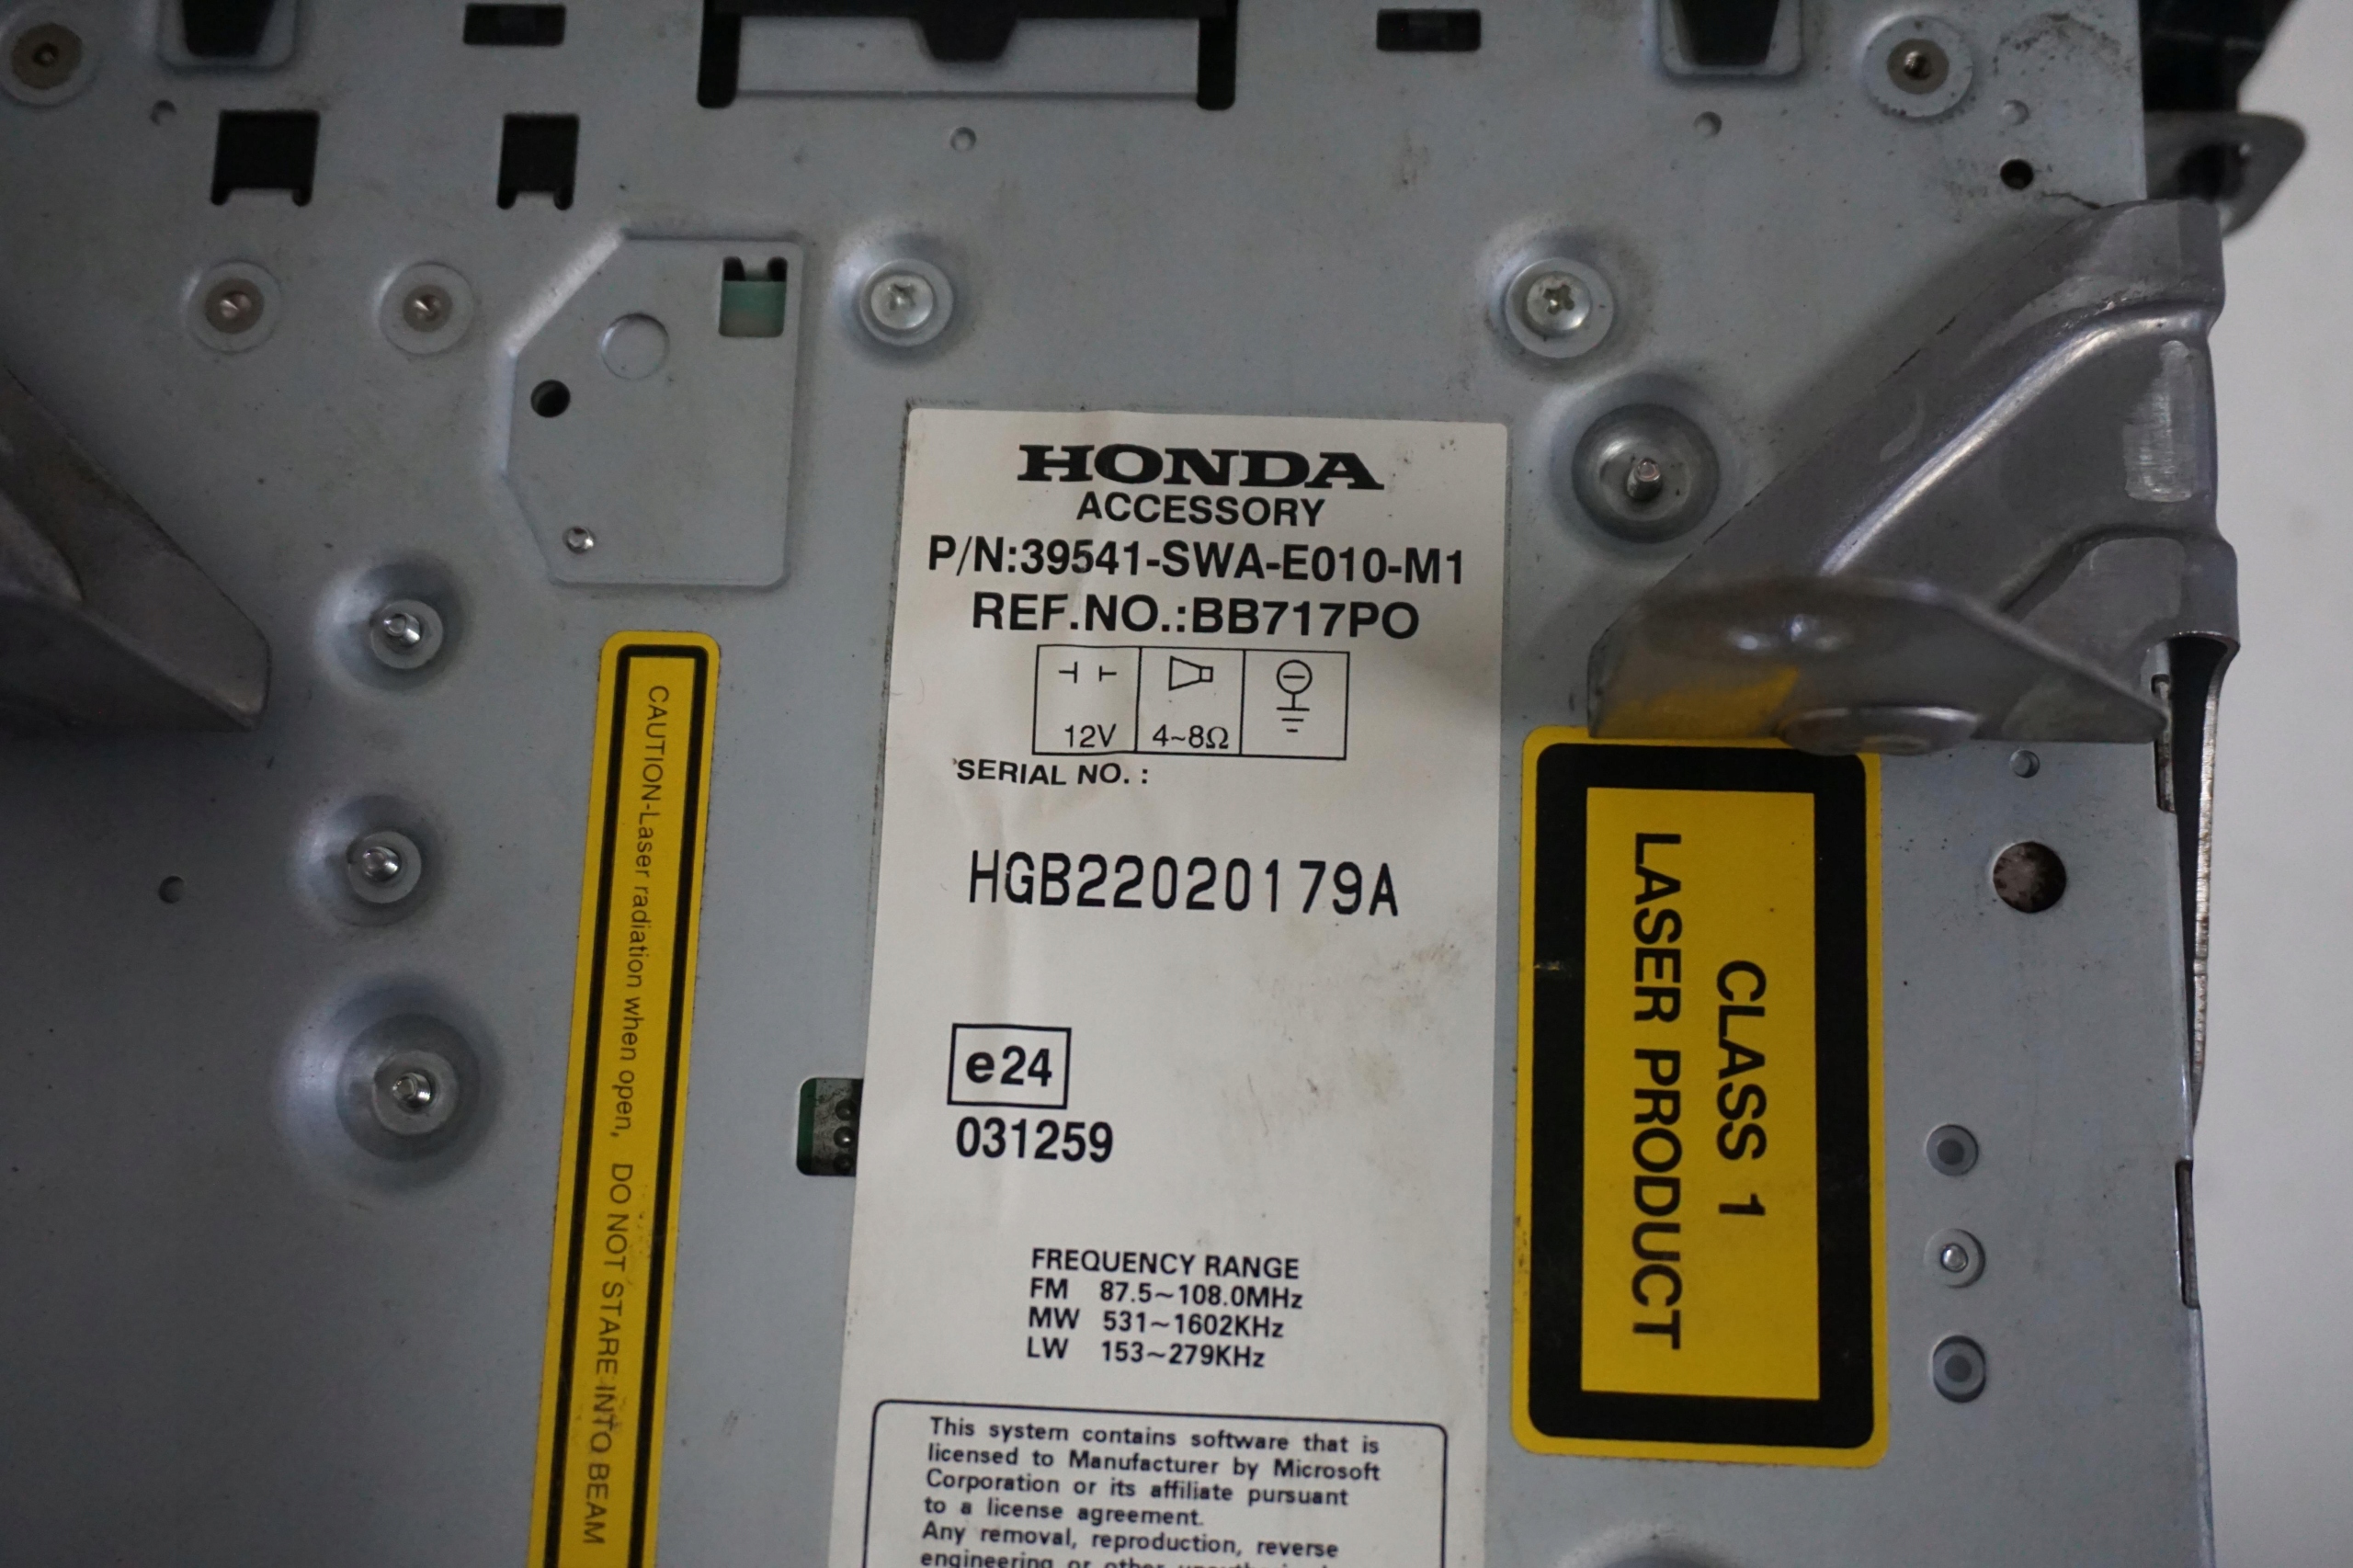 HONDA
ACCESSORY
P/N:39541-SWA-E010-M1
REF.NO.:BB717PO
12V 4~8Ω
SERIAL NO. :
HGB22020179A
e24
031259
FREQUENCY RANGE
FM 87.5~108.0MHz
MW 531~1602KHz
LW 153~279KHz
This system contains software that is
licensed to Manufacturer by Microsoft
Corporation or its affiliate pursuant
to a license agreement.
Any removal, reproduction, reverse
engineering or other
CAUTION-Laser radiation when open, DO NOT STARE INTO BEAM
CLASS 1
LASER PRODUCT